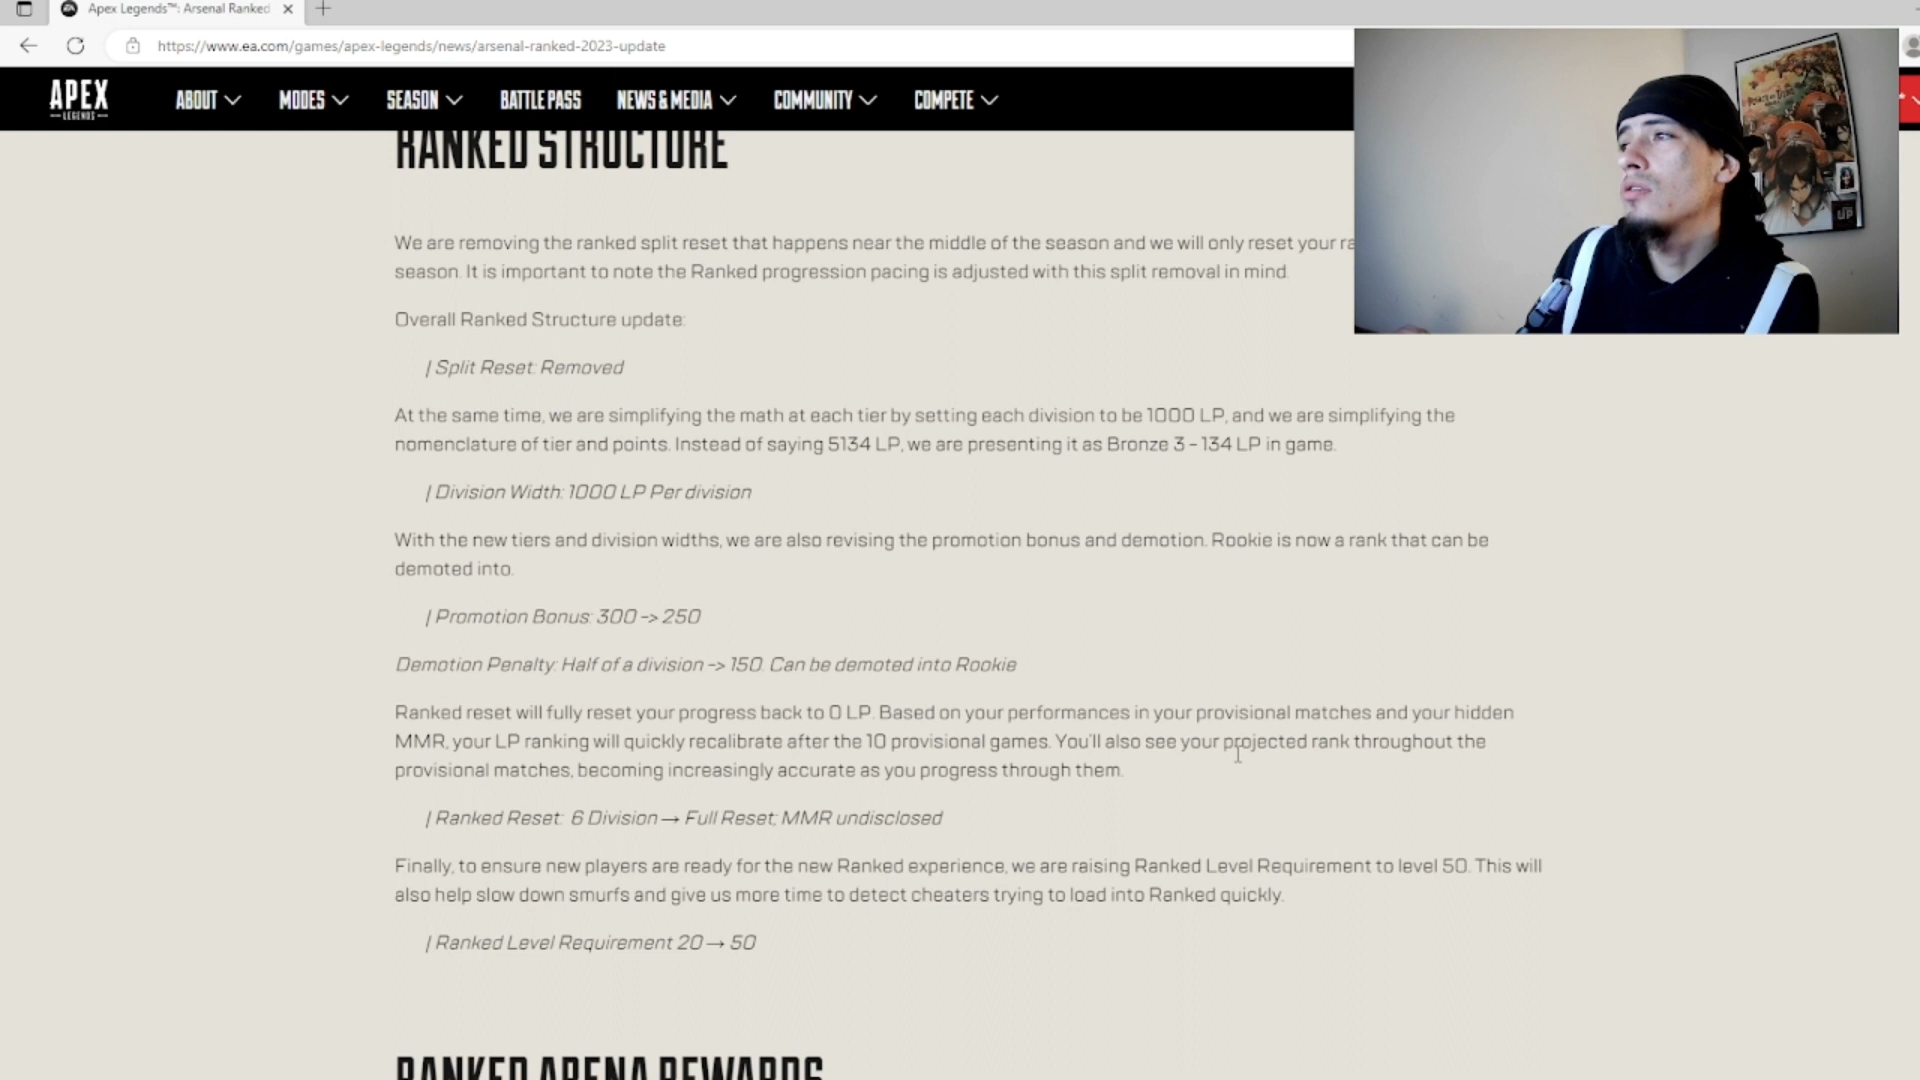 Apex Legends™: Arsenal Ranked
https://www.ea.com/games/apex-legends/news/arsenal-ranked-2023-update
APEX
LEGENDS
ABOUT MODES SEASON BATTLE PASS NEWS & MEDIA COMMUNITY COMPETE
RANKED STRUCTURE
We are removing the ranked split reset that happens near the middle of the season and we will only reset your ra
season. It is important to note the Ranked progression pacing is adjusted with this split removal in mind.
Overall Ranked Structure update:
| Split Reset: Removed
At the same time, we are simplifying the math at each tier by setting each division to be 1000 LP, and we are simplifying the
nomenclature of tier and points. Instead of saying 5134 LP, we are presenting it as Bronze 3 - 134 LP in game.
| Division Width: 1000 LP Per division
With the new tiers and division widths, we are also revising the promotion bonus and demotion. Rookie is now a rank that can be
demoted into.
| Promotion Bonus: 300 -> 250
Demotion Penalty: Half of a division -> 150. Can be demoted into Rookie
Ranked reset will fully reset your progress back to 0 LP. Based on your performances in your provisional matches and your hidden
MMR, your LP ranking will quickly recalibrate after the 10 provisional games. You'll also see your projected rank throughout the
provisional matches, becoming increasingly accurate as you progress through them.
| Ranked Reset: 6 Division → Full Reset; MMR undisclosed
Finally, to ensure new players are ready for the new Ranked experience, we are raising Ranked Level Requirement to level 50. This will
also help slow down smurfs and give us more time to detect cheaters trying to load into Ranked quickly.
| Ranked Level Requirement 20 → 50
RANKED ARENA REWARDS